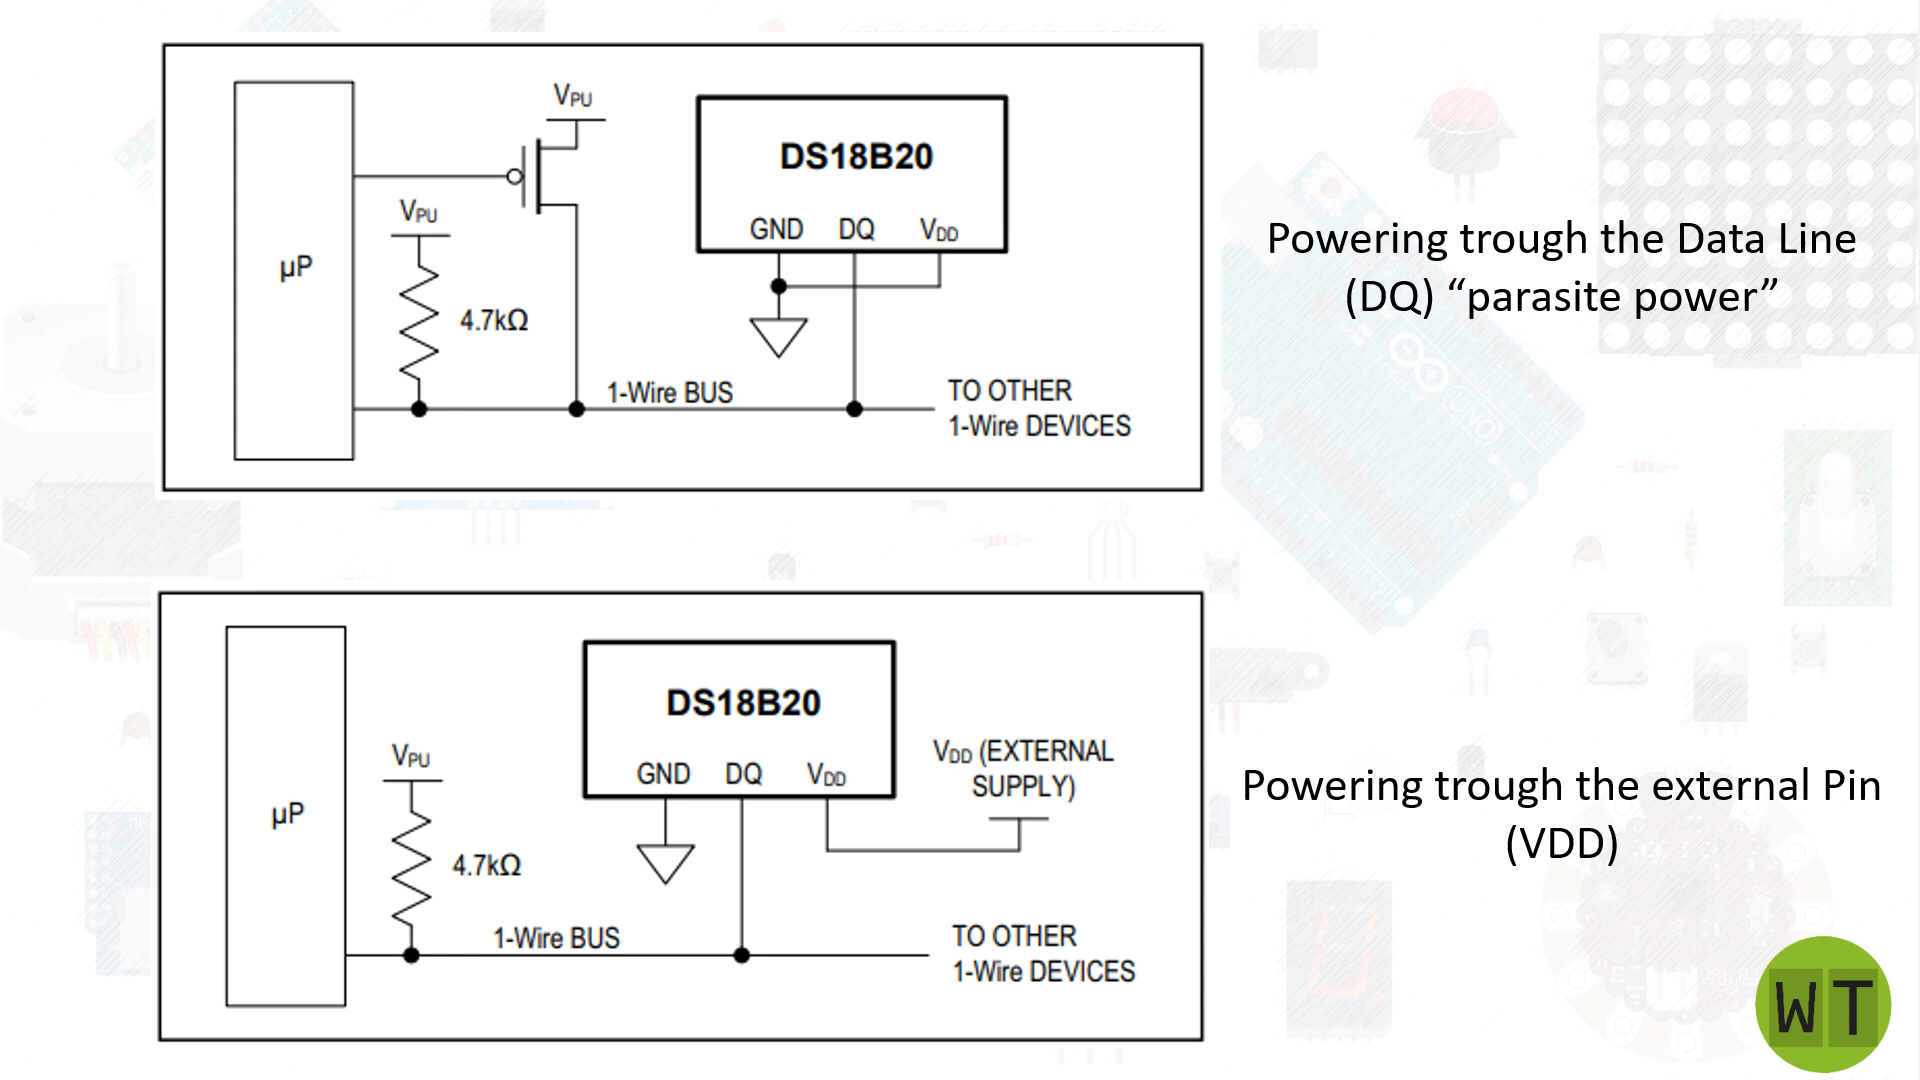 VPU
DS18B20
GND DQ VDD
VPU
µP
4.7kΩ
1-Wire BUS
TO OTHER
1-Wire DEVICES
Powering trough the Data Line
(DQ) “parasite power”
DS18B20
GND DQ VDD
VDD (EXTERNAL
SUPPLY)
VPU
µP
4.7kΩ
1-Wire BUS
TO OTHER
1-Wire DEVICES
Powering trough the external Pin
(VDD)
UNO
WT